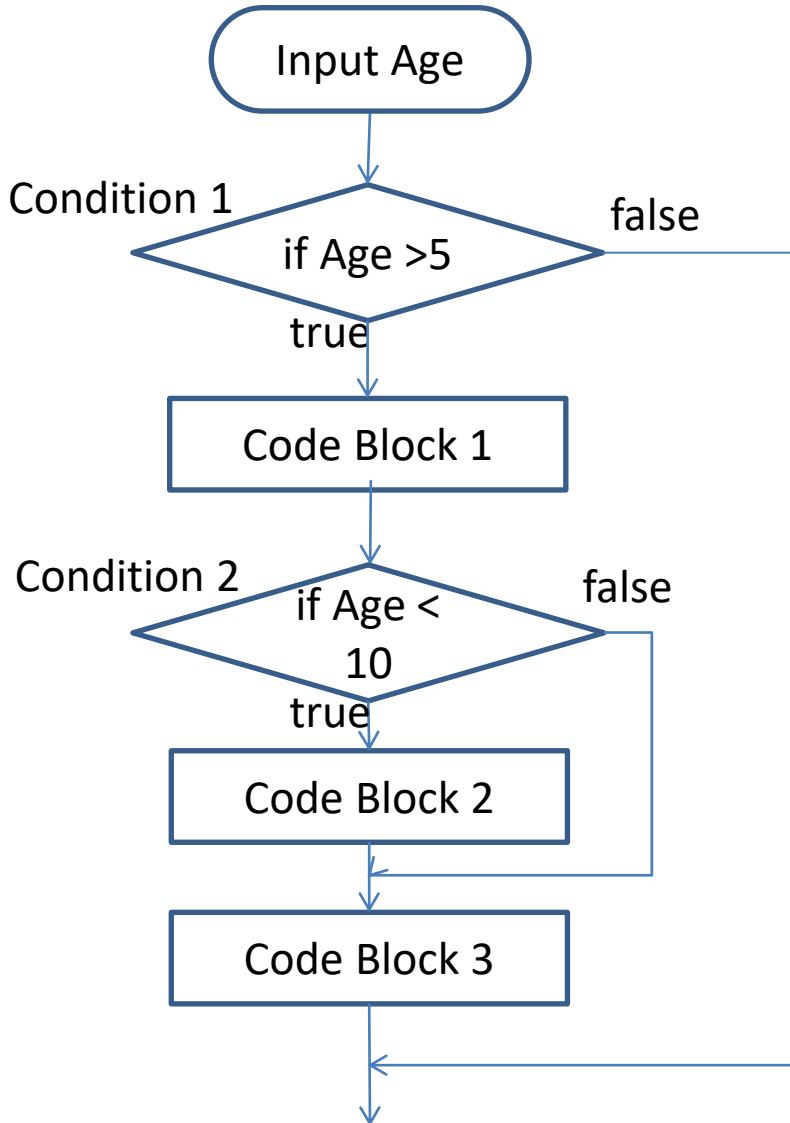 Input Age
Condition 1
false
if Age >5
true
Code Block 1
Condition 2
false
if Age <
10
true
Code Block 2
Code Block 3